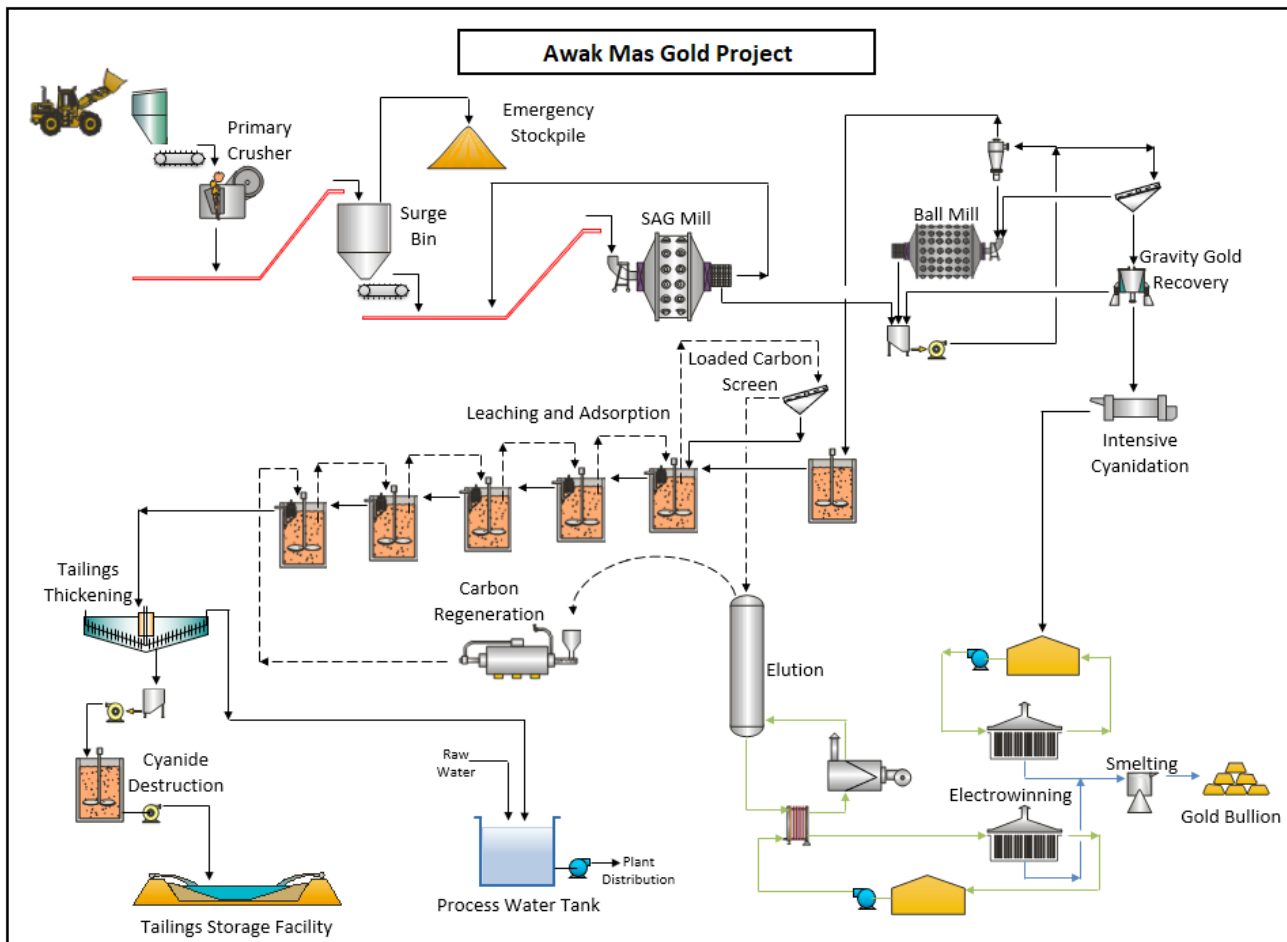 Awak Mas Gold Project
Primary
Crusher
Emergency
Stockpile
Surge
Bin
SAG Mill
Ball Mill
Gravity Gold
Recovery
Loaded Carbon
Screen
Leaching and Adsorption
Intensive
Cyanidation
Tailings
Thickening
Carbon
Regeneration
Elution
Cyanide
Destruction
Raw
Water
Smelting
Electrowinning
Gold Bullion
Plant
Distribution
Process Water Tank
Tailings Storage Facility